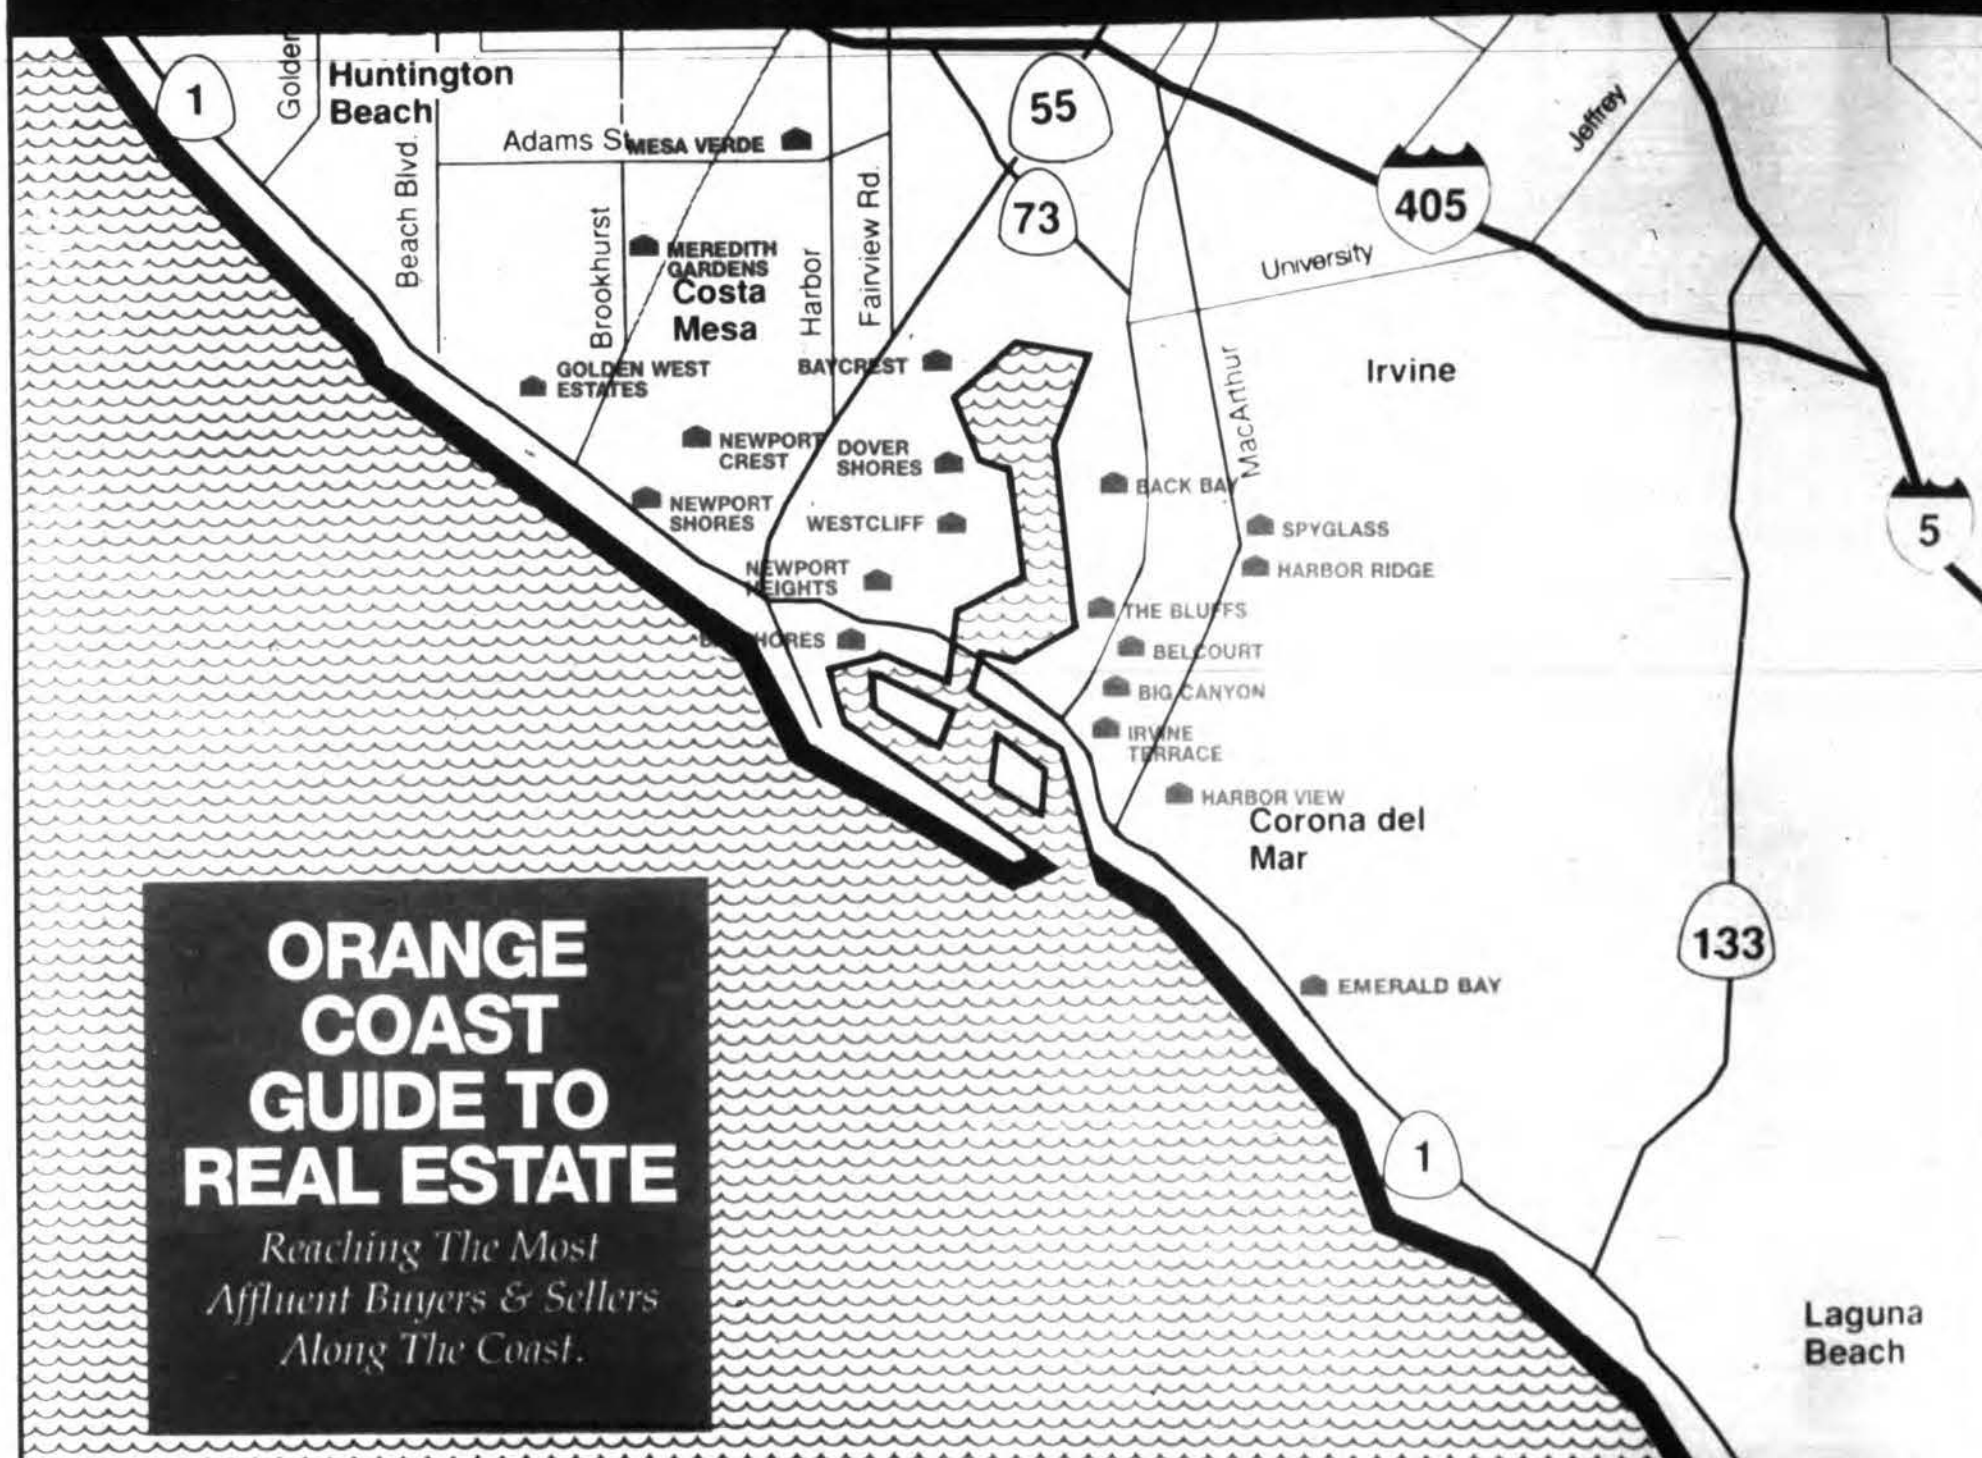 1
Golden
Huntington
Beach
Beach Blvd.
Adams St.
MESA VERDE
Brookhurst
MEREDITH
GARDENS
Costa
Mesa
Harbor
Fairview Rd.
55
73
405
Jeffrey
University
Irvine
MacArthur
5
GOLDEN WEST
ESTATES
BAYCREST
NEWPORT
CREST
DOVER
SHORES
NEWPORT
SHORES
WESTCLIFF
NEWPORT
HEIGHTS
BACK BAY
SPYGLASS
HARBOR RIDGE
THE BLUFFS
BELCOURT
BIG CANYON
IRVINE
TERRACE
HARBOR VIEW
Corona del
Mar
133
EMERALD BAY
1
Laguna
Beach
ORANGE
COAST
GUIDE TO
REAL ESTATE
Reaching The Most
Affluent Buyers & Sellers
Along The Coast.